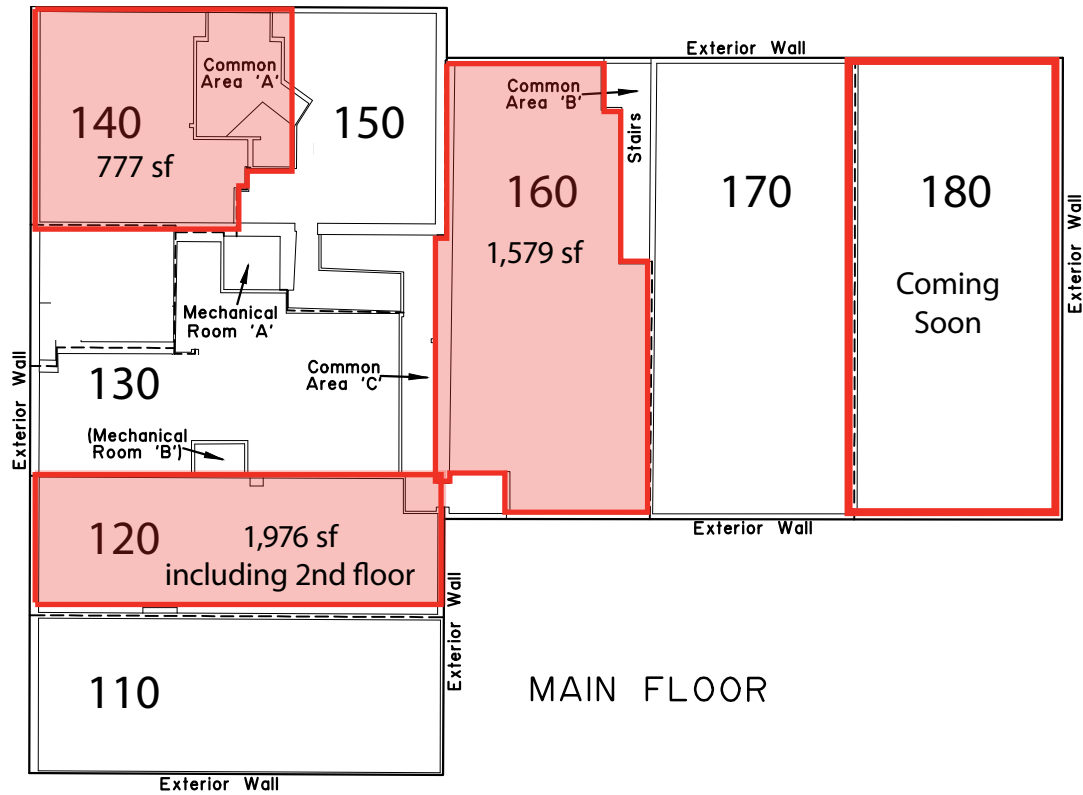 Exterior Wall
Common
Area 'A'
140
777 sf
150
Common
Area 'B'
Stairs
160
1,579 sf
170
180
Coming
Soon
Exterior Wall
Mechanical
Room 'A'
Common
Area 'C'
130
(Mechanical
Room 'B')
Exterior Wall
120
1,976 sf
including 2nd floor
Exterior Wall
Exterior Wall
110
MAIN FLOOR
Exterior Wall